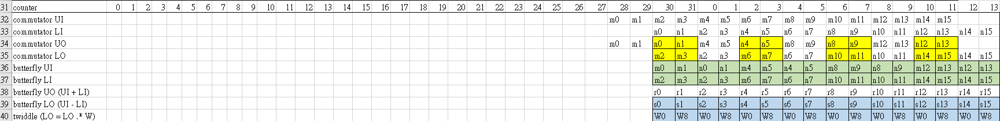 31 counter 0 1 2 3 4 5 6 7 8 9 10 11 12 13 14 15 16 17 18 19 20 21 22 23 24 25 26 27 28 29 30 31 0 1 2 3 4 5 6 7 8 9 10 11 12 13
32 commutator UI m0 m1 m2 m3 m4 m5 m6 m7 m8 m9 m10 m11 m12 m13 m14 m15
33 commutator LI n0 n1 n2 n3 n4 n5 n6 n7 n8 n9 n10 n11 n12 n13 n14 n15
34 commutator UO m0 m1 n0 n1 m4 m5 n4 n5 m8 m9 n8 n9 m12 m13 n12 n13
35 commutator LO m2 m3 n2 n3 m6 m7 n6 n7 m10 m11 n10 n11 m14 m15 n14 n15
36 butterfly UI m0 m1 n0 n1 m4 m5 n4 n5 m8 m9 n8 n9 m12 m13 n12 n13
37 butterfly LI m2 m3 n2 n3 m6 m7 n6 n7 m10 m11 n10 n11 m14 m15 n14 n15
38 butterfly UO (UI + LI) r0 r1 r2 r3 r4 r5 r6 r7 r8 r9 r10 r11 r12 r13 r14 r15
39 butterfly LO (UI - LI) s0 s1 s2 s3 s4 s5 s6 s7 s8 s9 s10 s11 s12 s13 s14 s15
40 twiddle (LO = LO .* W) W0 W8 W0 W8 W0 W8 W0 W8 W0 W8 W0 W8 W0 W8 W0 W8